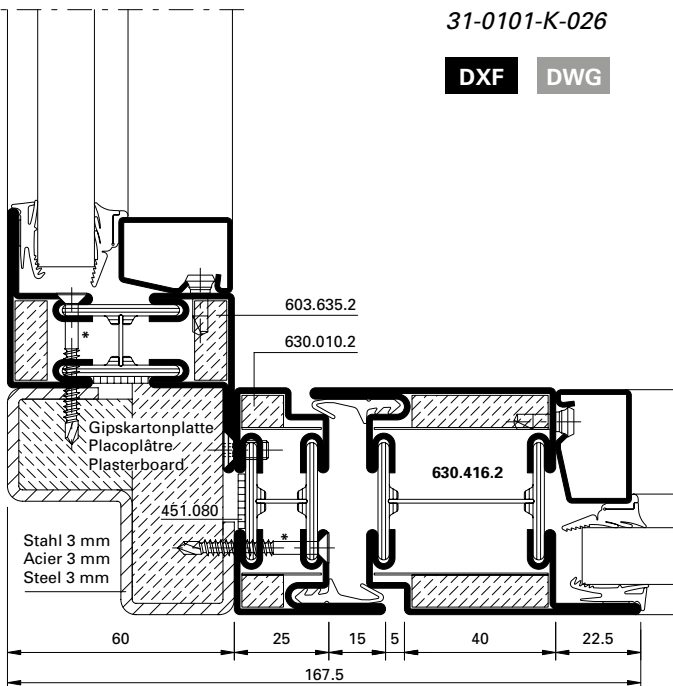 31-0101-K-026
DXF DWG
603.635.2
630.010.2
*
Gipskartonplatte
Placoplâtre
Plasterboard
630.416.2
451.080
*
Stahl 3 mm
Acier 3 mm
Steel 3 mm
60 25 15 5 40 22.5
167.5